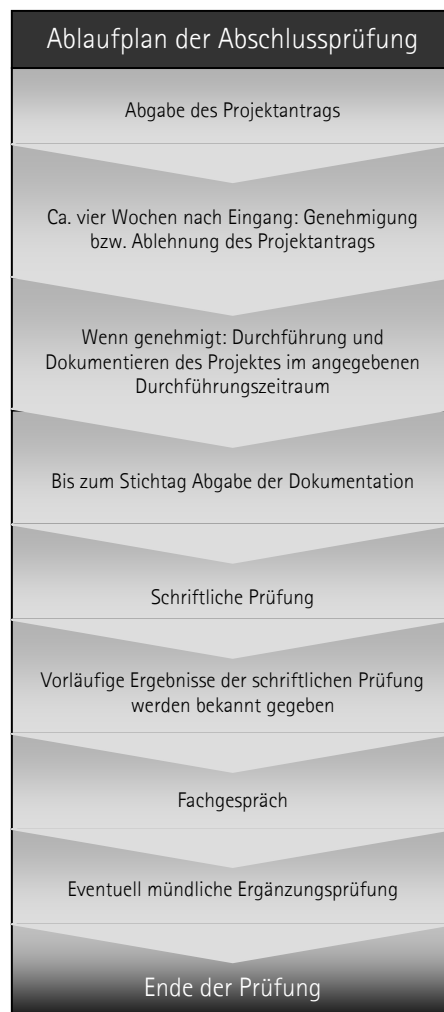 Ablaufplan der Abschlussprüfung
Abgabe des Projektantrags
Ca. vier Wochen nach Eingang: Genehmigung
bzw. Ablehnung des Projektantrags
Wenn genehmigt: Durchführung und
Dokumentieren des Projektes im angegebenen
Durchführungszeitraum
Bis zum Stichtag Abgabe der Dokumentation
Schriftliche Prüfung
Vorläufige Ergebnisse der schriftlichen Prüfung
werden bekannt gegeben
Fachgespräch
Eventuell mündliche Ergänzungsprüfung
Ende der Prüfung